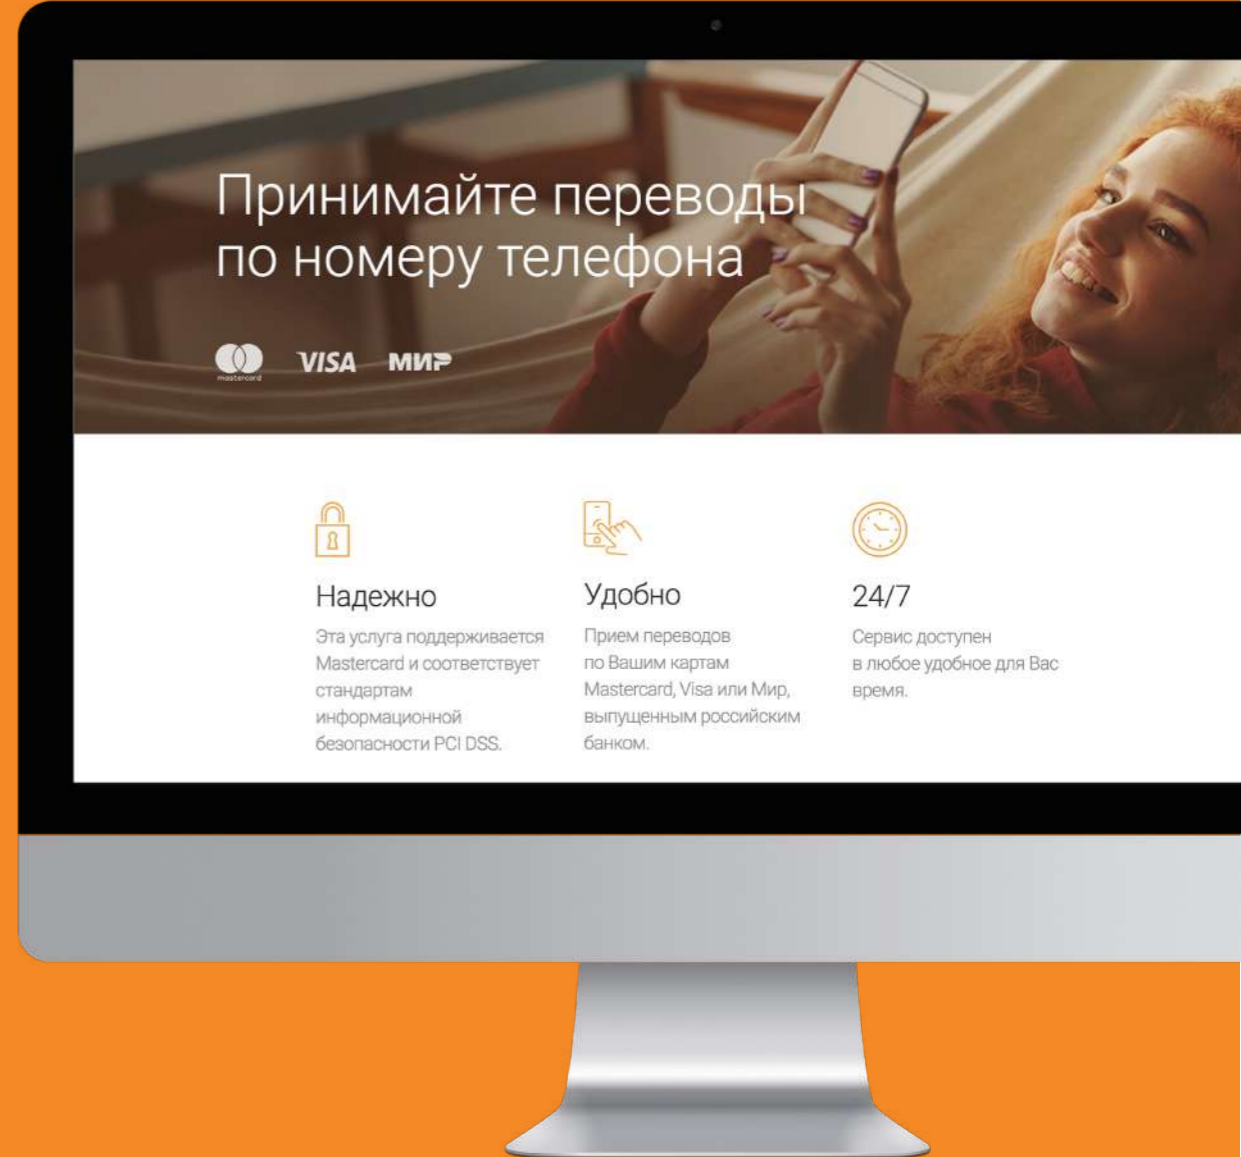 Принимайте переводы
по номеру телефона
mastercard
VISA
МИР
Надежно
Эта услуга поддерживается
Mastercard и соответствует
стандартам
информационной
безопасности PCI DSS.
Удобно
Прием переводов
по Вашим картам
Mastercard, Visa или Мир,
выпущенным российским
банком.
24/7
Сервис доступен
в любое удобное для Вас
время.